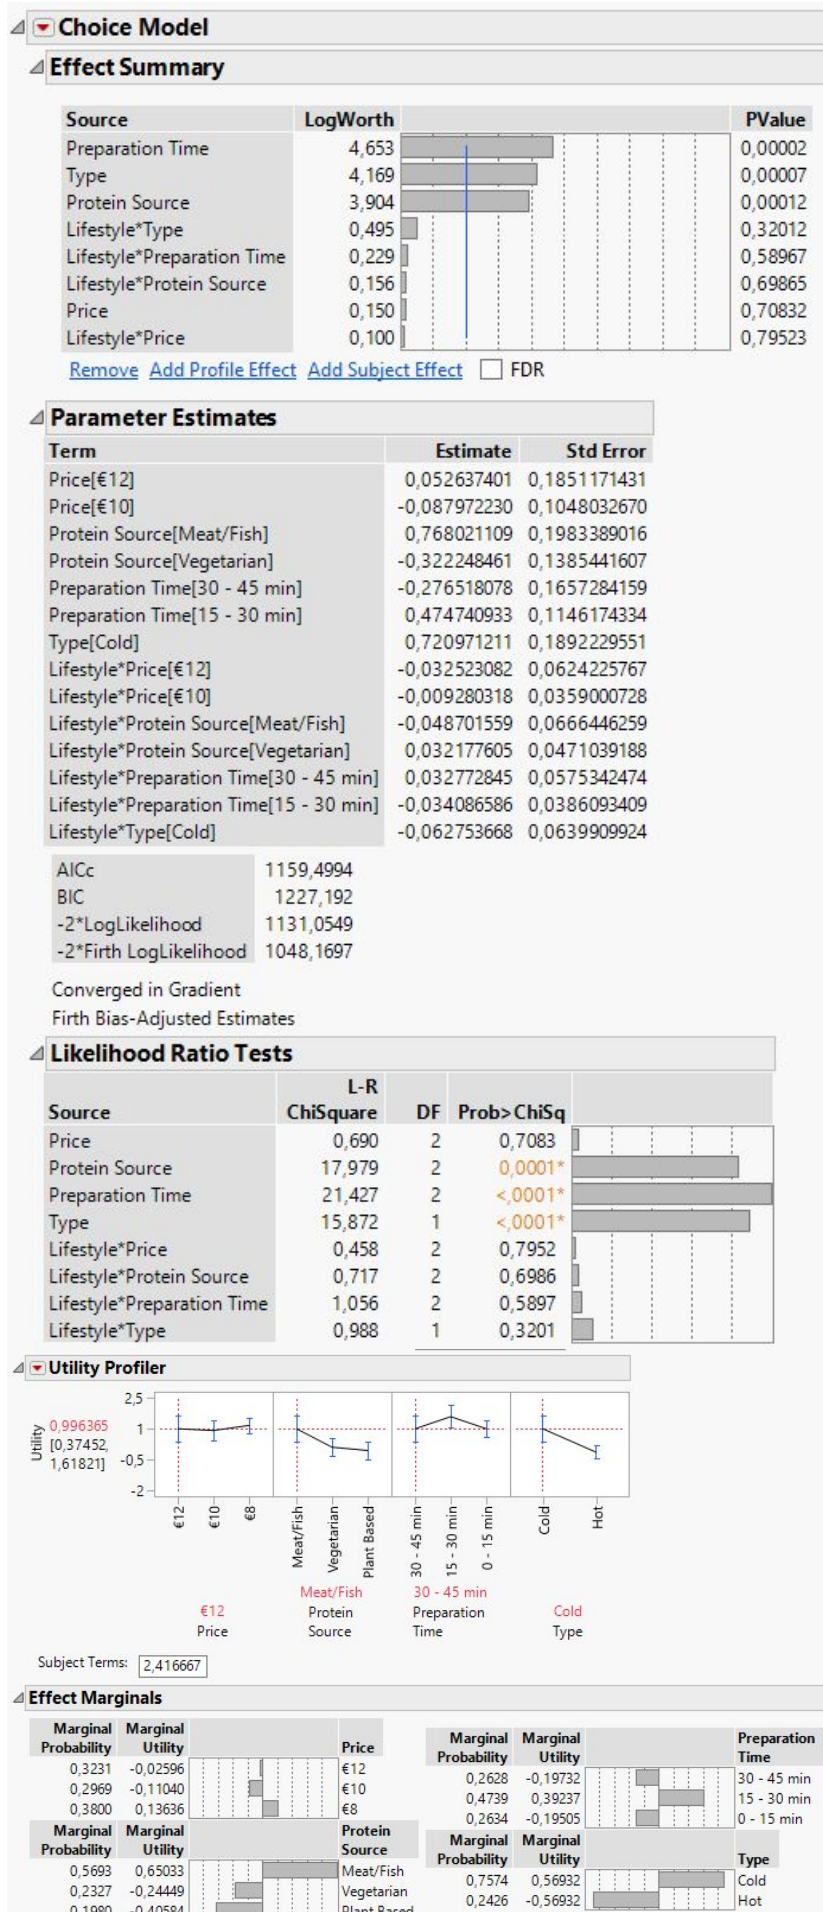 Choice Model
Effect Summary
Source LogWorth PValue
Preparation Time 4,653 0,00002
Type 4,169 0,00007
Protein Source 3,904 0,00012
Lifestyle*Type 0,495 0,32012
Lifestyle*Preparation Time 0,229 0,58967
Lifestyle*Protein Source 0,156 0,69865
Price 0,150 0,70832
Lifestyle*Price 0,100 0,79523
Remove Add Profile Effect Add Subject Effect FDR
Parameter Estimates
Term Estimate Std Error
Price[€12] 0,052637401 0,1851171431
Price[€10] -0,087972230 0,1048032670
Protein Source[Meat/Fish] 0,768021109 0,1983389016
Protein Source[Vegetarian] -0,322248461 0,1385441607
Preparation Time[30 - 45 min] -0,276518078 0,1657284159
Preparation Time[15 - 30 min] 0,474740933 0,1146174334
Type[Cold] 0,720971211 0,1892229551
Lifestyle*Price[€12] -0,032523082 0,0624225767
Lifestyle*Price[€10] -0,009280318 0,0359000728
Lifestyle*Protein Source[Meat/Fish] -0,048701559 0,0666446259
Lifestyle*Protein Source[Vegetarian] 0,032177605 0,0471039188
Lifestyle*Preparation Time[30 - 45 min] 0,032772845 0,0575342474
Lifestyle*Preparation Time[15 - 30 min] -0,034086586 0,0386093409
Lifestyle*Type[Cold] -0,062753668 0,0639909924
AICc 1159,4994
BIC 1227,192
-2*LogLikelihood 1131,0549
-2*Firth LogLikelihood 1048,1697
Converged in Gradient
Firth Bias-Adjusted Estimates
Likelihood Ratio Tests
L-R
Source ChiSquare DF Prob>ChiSq
Price 0,690 2 0,7083
Protein Source 17,979 2 0,0001*
Preparation Time 21,427 2 <,0001*
Type 15,872 1 <,0001*
Lifestyle*Price 0,458 2 0,7952
Lifestyle*Protein Source 0,717 2 0,6986
Lifestyle*Preparation Time 1,056 2 0,5897
Lifestyle*Type 0,988 1 0,3201
Utility Profiler
Utility
0,996365
[0,37452,
1,61821]
2,5
1
-0,5
-2
€12 €10 €8
Meat/Fish Vegetarian Plant Based
30 - 45 min 15 - 30 min 0 - 15 min
Cold Hot
€12
Price
Meat/Fish
Protein
Source
30 - 45 min
Preparation
Time
Cold
Type
Subject Terms: 2,416667
Effect Marginals
Marginal Marginal
Probability Utility Price
0,3231 -0,02596 €12
0,2969 -0,11040 €10
0,3800 0,13636 €8
Marginal Marginal Protein
Probability Utility Source
0,5693 0,65033 Meat/Fish
0,2327 -0,24449 Vegetarian
0,1980 -0,40584 Plant Based
Marginal Marginal Preparation
Probability Utility Time
0,2628 -0,19732 30 - 45 min
0,4739 0,39237 15 - 30 min
0,2634 -0,19505 0 - 15 min
Marginal Marginal
Probability Utility Type
0,7574 0,56932 Cold
0,2426 -0,56932 Hot